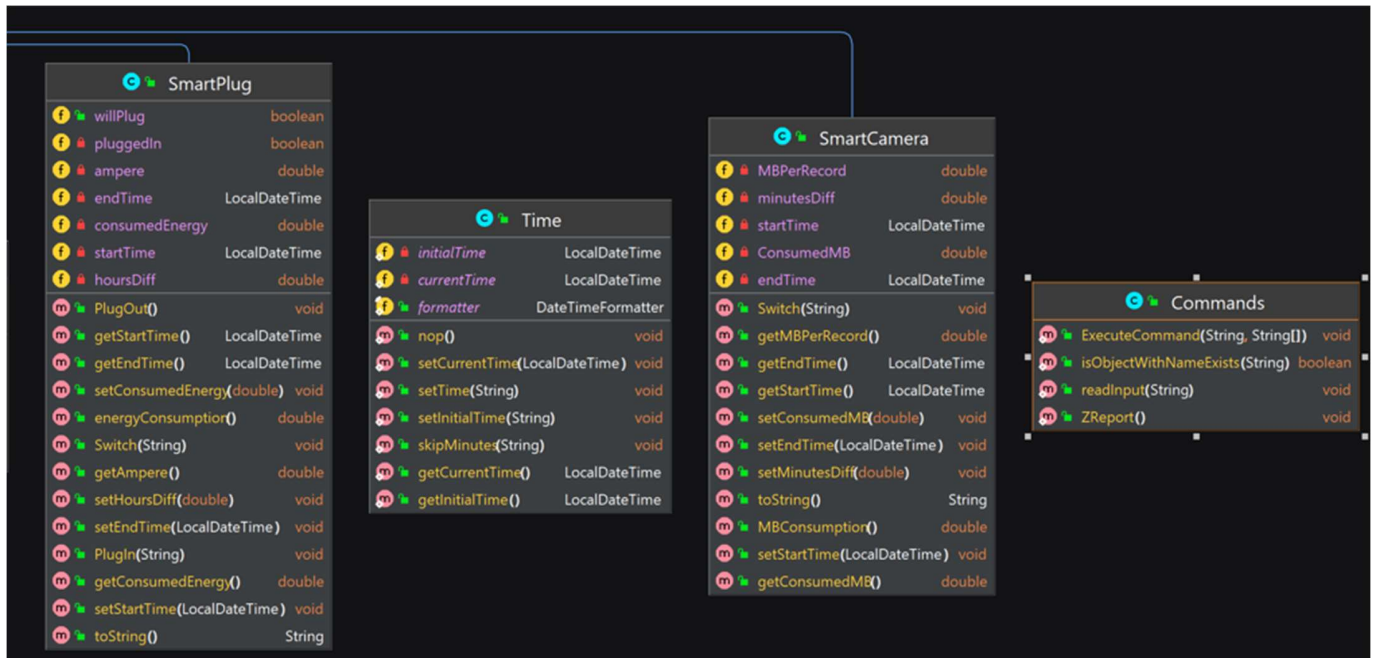 SmartPlug
willPlug boolean
pluggedIn boolean
ampere double
endTime LocalDateTime
consumedEnergy double
startTime LocalDateTime
hoursDiff double
PlugOut() void
getStartTime() LocalDateTime
getEndTime() LocalDateTime
setConsumedEnergy(double) void
energyConsumption() double
Switch(String) void
getAmpere() double
setHoursDiff(double) void
setEndTime(LocalDateTime) void
PlugIn(String) void
getConsumedEnergy() double
setStartTime(LocalDateTime) void
toString() String
Time
initialTime LocalDateTime
currentTime LocalDateTime
formatter DateTimeFormatter
nop() void
setCurrentTime(LocalDateTime) void
setTime(String) void
setInitialTime(String) void
skipMinutes(String) void
getCurrentTime() LocalDateTime
getInitialTime() LocalDateTime
SmartCamera
MBPerRecord double
minutesDiff double
startTime LocalDateTime
ConsumedMB double
endTime LocalDateTime
Switch(String) void
getMBPerRecord() double
getEndTime() LocalDateTime
getStartTime() LocalDateTime
setConsumedMB(double) void
setEndTime(LocalDateTime) void
setMinutesDiff(double) void
toString() String
MBConsumption() double
setStartTime(LocalDateTime) void
getConsumedMB() double
Commands
ExecuteCommand(String, String[]) void
isObjectWithNameExists(String) boolean
readInput(String) void
ZReport() void